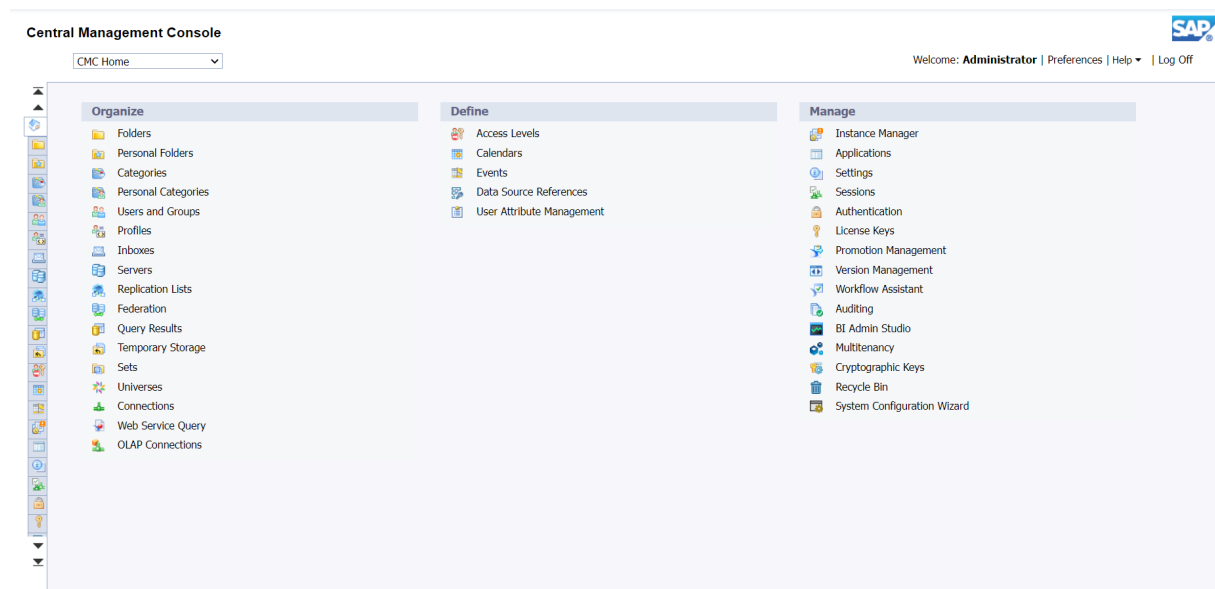 Central Management Console
SAP
CMC Home
Welcome: Administrator | Preferences | Help ▾ | Log Off
Organize
Folders
Personal Folders
Categories
Personal Categories
Users and Groups
Profiles
Inboxes
Servers
Replication Lists
Federation
Query Results
Temporary Storage
Sets
Universes
Connections
Web Service Query
OLAP Connections
Define
Access Levels
Calendars
Events
Data Source References
User Attribute Management
Manage
Instance Manager
Applications
Settings
Sessions
Authentication
License Keys
Promotion Management
Version Management
Workflow Assistant
Auditing
BI Admin Studio
Multitenancy
Cryptographic Keys
Recycle Bin
System Configuration Wizard